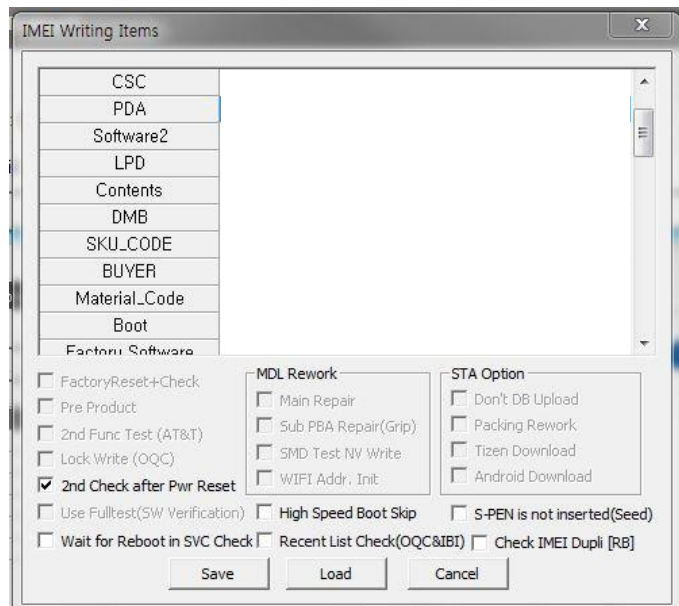 IMEI Writing Items
CSC
PDA
Software2
LPD
Contents
DMB
SKU_CODE
BUYER
Material_Code
Boot
Factory Software
FactoryReset+Check
Pre Product
2nd Func Test (AT&T)
Lock Write (OQC)
2nd Check after Pwr Reset
Use Fulltest(SW Verification)
Wait for Reboot in SVC Check
MDL Rework
Main Repair
Sub PBA Repair(Grip)
SMD Test NV Write
WIFI Addr. Init
High Speed Boot Skip
Recent List Check(OQC&IBI)
STA Option
Don't DB Upload
Packing Rework
Tizen Download
Android Download
S-PEN is not inserted(Seed)
Check IMEI Dupli [RB]
Save
Load
Cancel